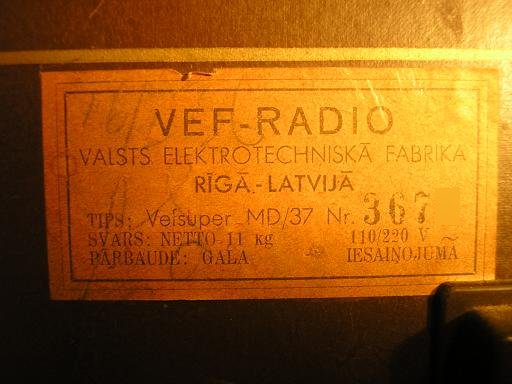 VEF-RADIO
VALSTS ELEKTROTECHNISKĀ FABRIKA
RĪGĀ.-LATVIJĀ
TIPS: Vefsuper MD/37 Nr. 367
SVARS: NETTO 11 kg 110/220 V ~
PĀRBAUDE: GALA IESAIŅOJUMĀ